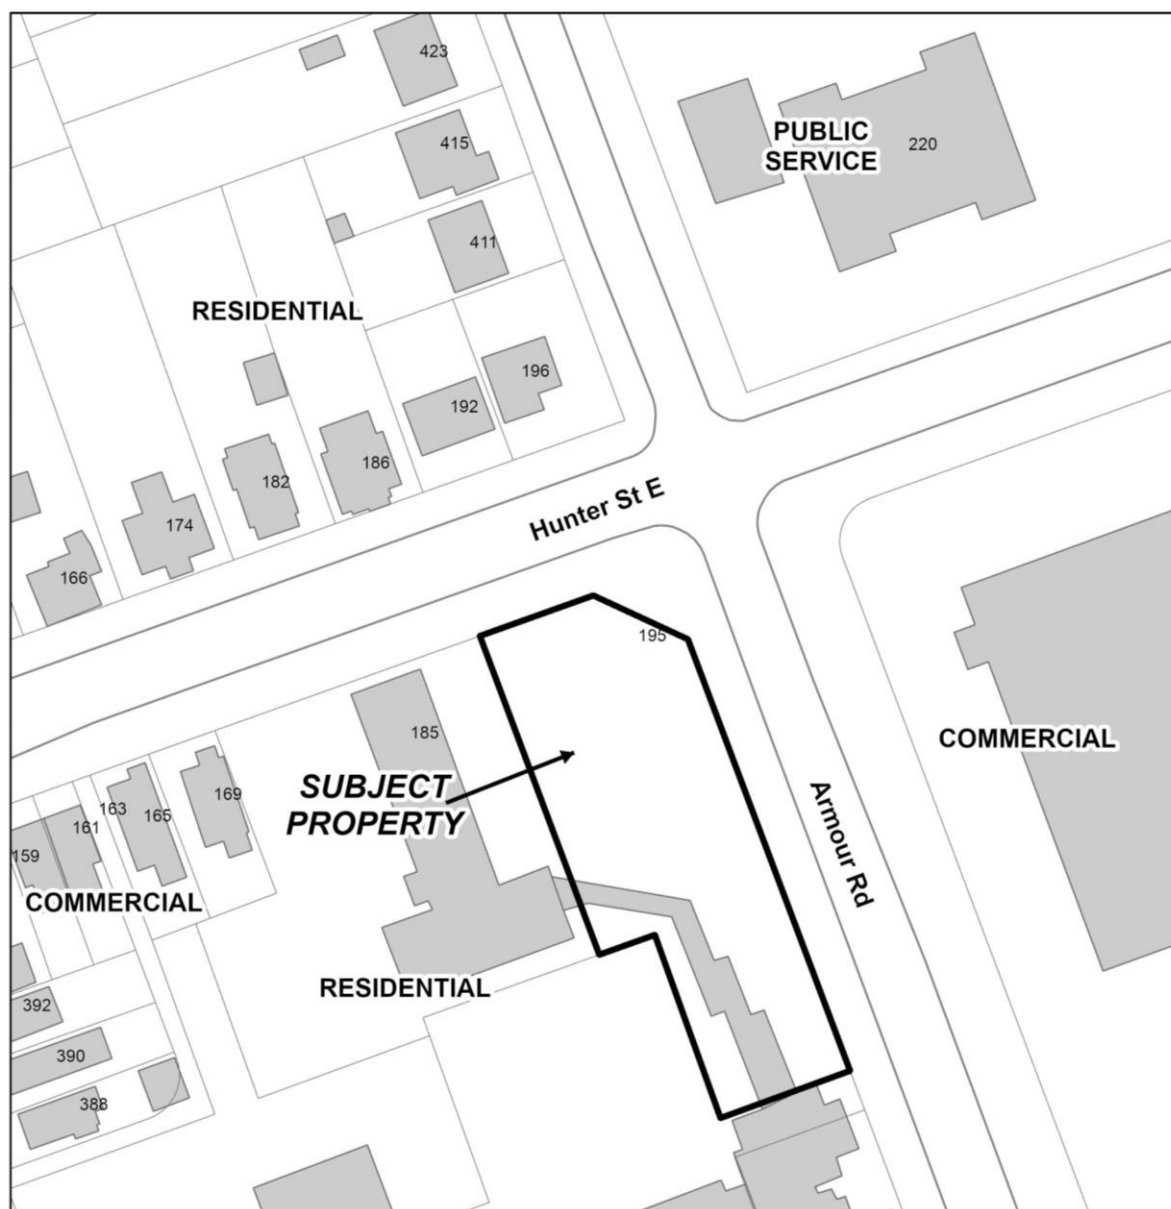 423
415
PUBLIC
SERVICE
220
411
RESIDENTIAL
196
192
186
182
174
166
Hunter St E
195
185
SUBJECT
PROPERTY
COMMERCIAL
169
163
165
161
159
Armour Rd
COMMERCIAL
RESIDENTIAL
392
390
388